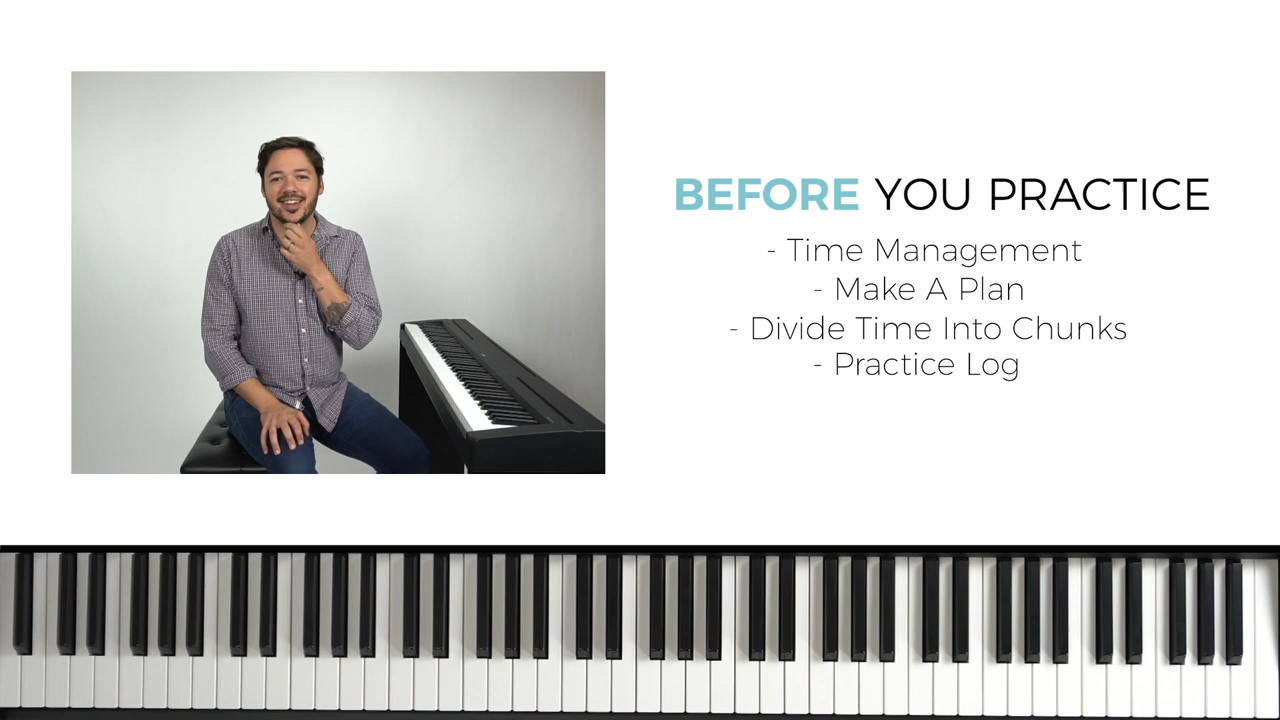 BEFORE YOU PRACTICE
- Time Management
- Make A Plan
- Divide Time Into Chunks
- Practice Log